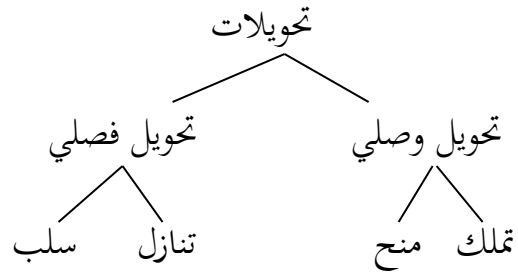 تحويلات
تحويل وصلي تحويل فصلي
تملك منح تنازل سلب